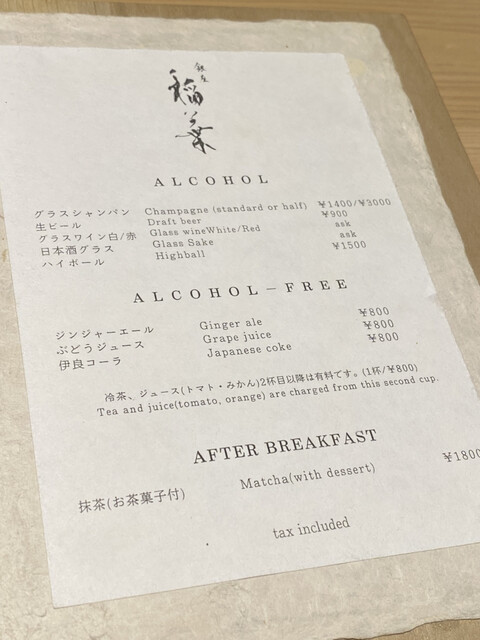 銀座
稲葉
ALCOHOL
グラスシャンパン Champagne (standard or half) ¥1400/¥3000
生ビール Draft beer ¥900
グラスワイン白/赤 Glass wineWhite/Red ask
日本酒グラス Glass Sake ask
ハイボール Highball ¥1500
ALCOHOL-FREE
ジンジャーエール Ginger ale ¥800
ぶどうジュース Grape juice ¥800
伊良コーラ Japanese coke ¥800
冷茶、ジュース(トマト・みかん)2杯目以降は有料です。(1杯/¥800)
Tea and juice(tomato, orange) are charged from this second cup.
AFTER BREAKFAST
抹茶(お茶菓子付) Matcha(with dessert) ¥1800
tax included